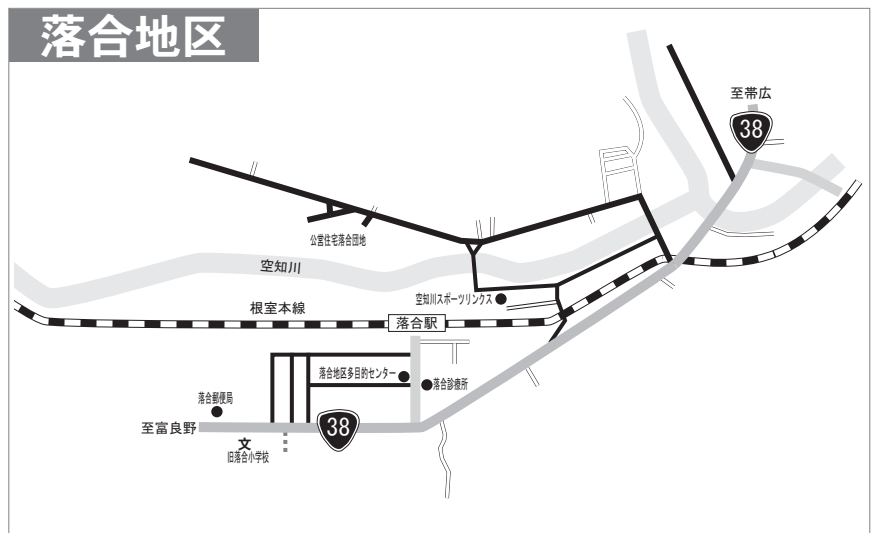 落合地区
至帯広
38
公営住宅落合団地
空知川
空知川スポーツリンクス
根室本線
落合駅
落合地区多目的センター
落合診療所
落合郵便局
至富良野
38
文
旧落合小学校